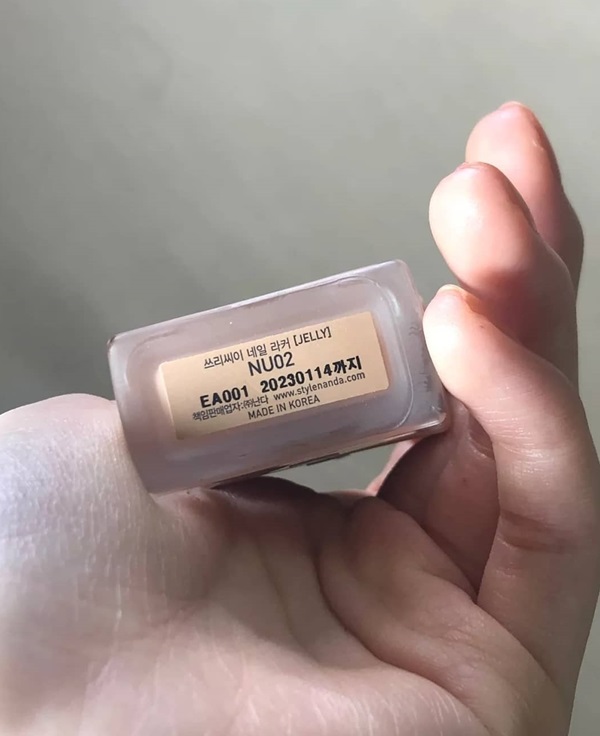 쓰리씨이 네일 라커 [JELLY]
NU02
EA001 20230114까지
책임판매업자:㈜난다 www.stylenanda.com
MADE IN KOREA